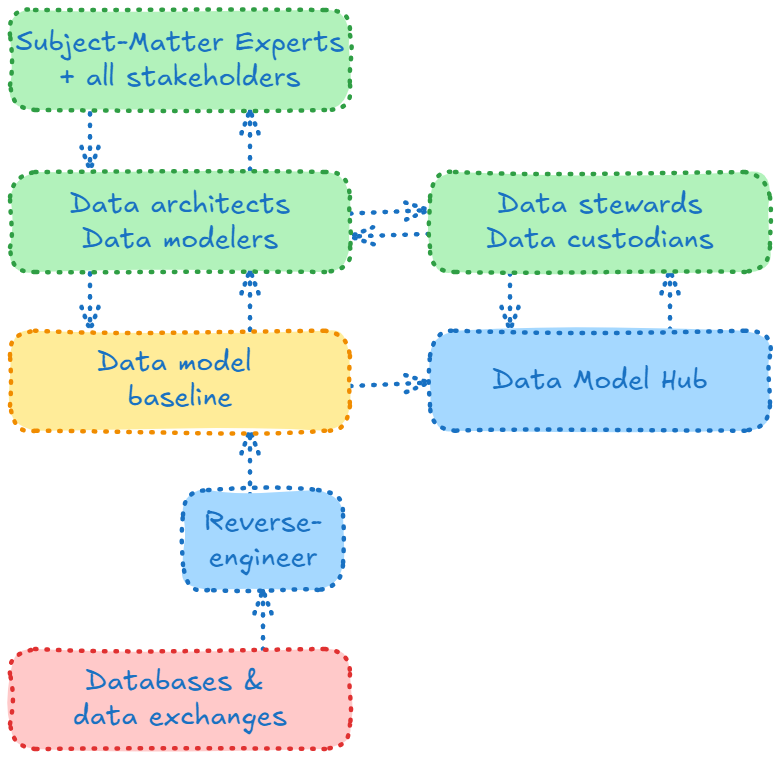 Subject-Matter Experts
+ all stakeholders
Data architects
Data modelers
Data stewards
Data custodians
Data model
baseline
Data Model Hub
Reverse-
engineer
Databases &
data exchanges